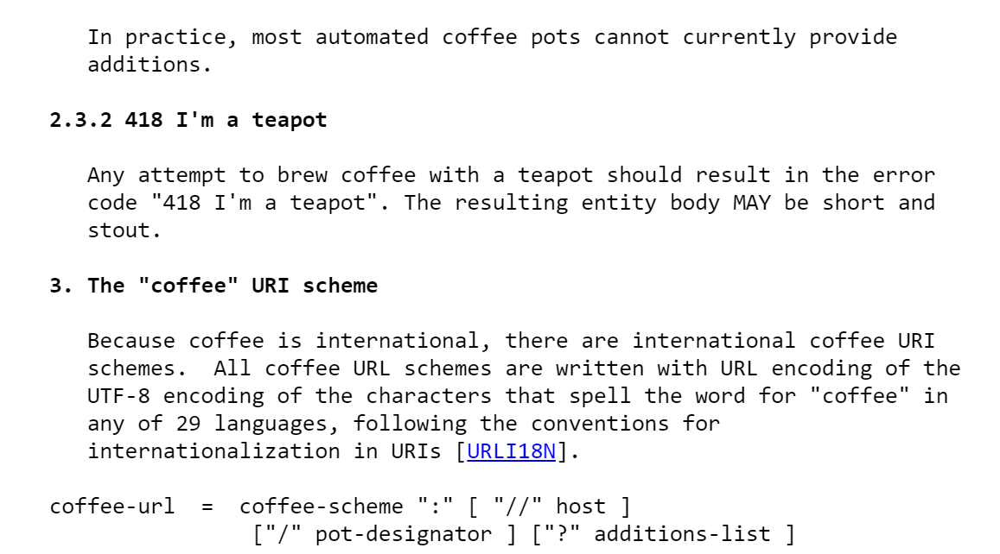 In practice, most automated coffee pots cannot currently provide
additions.
2.3.2 418 I'm a teapot
Any attempt to brew coffee with a teapot should result in the error
code "418 I'm a teapot". The resulting entity body MAY be short and
stout.
3. The "coffee" URI scheme
Because coffee is international, there are international coffee URI
schemes.  All coffee URL schemes are written with URL encoding of the
UTF-8 encoding of the characters that spell the word for "coffee" in
any of 29 languages, following the conventions for
internationalization in URIs [URLI18N].
coffee-url  =  coffee-scheme ":" [ "//" host ]
["/" pot-designator ] ["?" additions-list ]